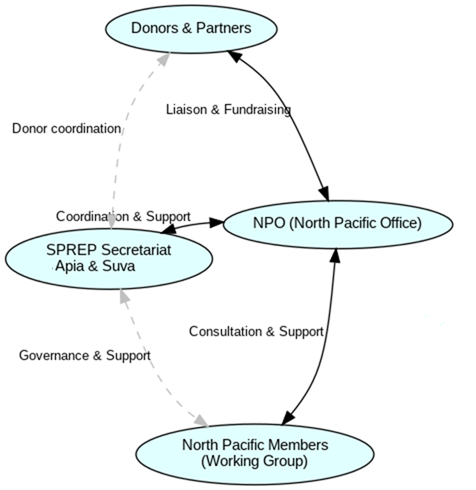 Donors & Partners
Liaison & Fundraising
Donor coordination
Coordination & Support
NPO (North Pacific Office)
SPREP Secretariat
Apia & Suva
Consultation & Support
Governance & Support
North Pacific Members
(Working Group)